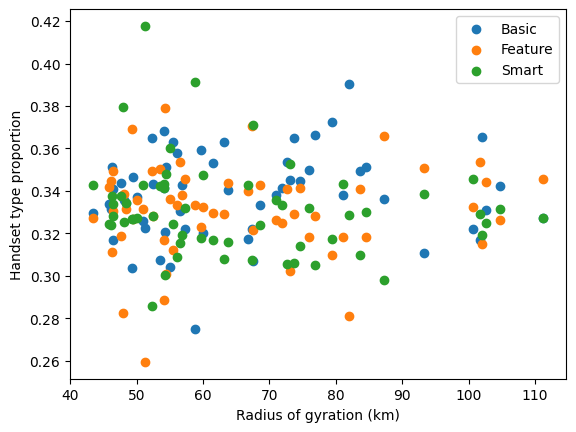 Basic
Feature
Smart
0.42
0.40
0.38
0.36
0.34
0.32
0.30
0.28
0.26
Handset type proportion
40 50 60 70 80 90 100 110
Radius of gyration (km)